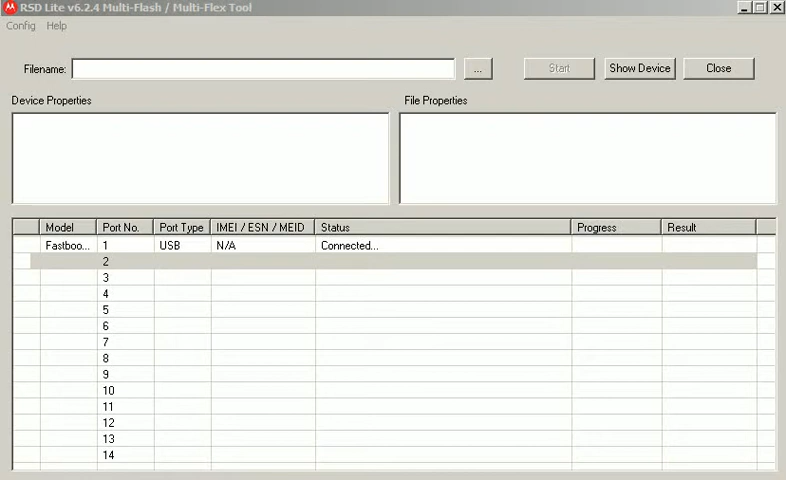 RSD Lite v6.2.4 Multi-Flash / Multi-Flex Tool
Config Help
Filename: ... Start Show Device Close
Device Properties File Properties
Model Port No. Port Type IMEI / ESN / MEID Status Progress Result
Fastboo... 1 USB N/A Connected...
2
3
4
5
6
7
8
9
10
11
12
13
14